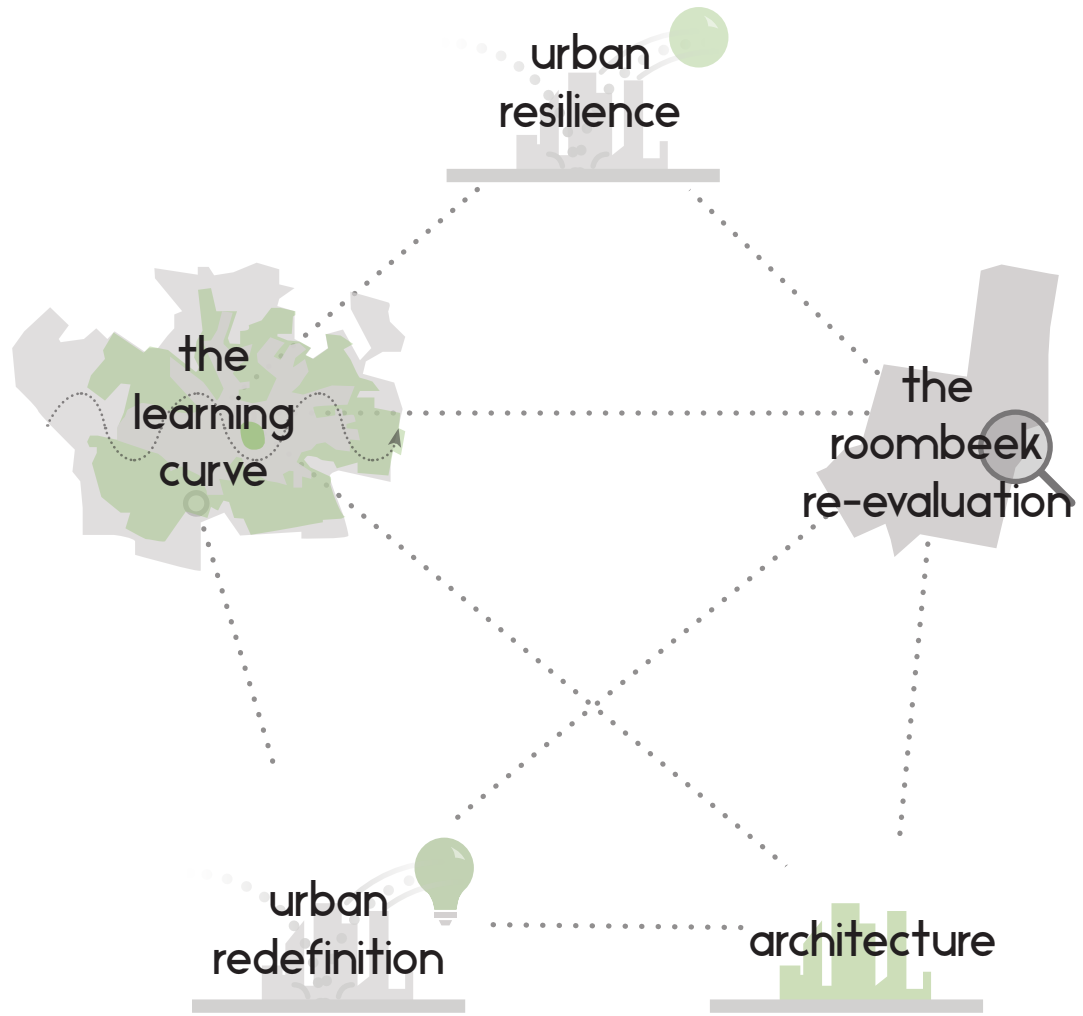 urban
resilience
the
learning
curve
the
roombeek
re-evaluation
urban
redefinition
architecture